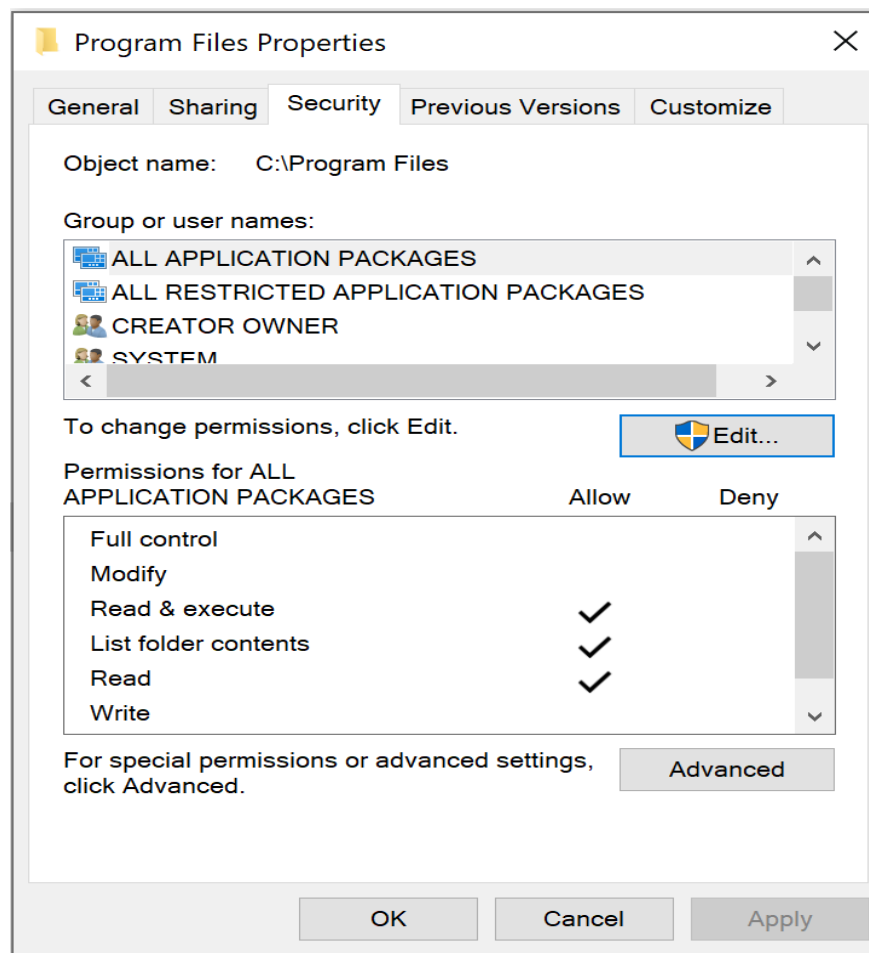 Program Files Properties
General Sharing Security Previous Versions Customize
Object name: C:\Program Files
Group or user names:
ALL APPLICATION PACKAGES
ALL RESTRICTED APPLICATION PACKAGES
CREATOR OWNER
SYSTEM
To change permissions, click Edit.
Edit...
Permissions for ALL
APPLICATION PACKAGES Allow Deny
Full control
Modify
Read & execute
List folder contents
Read
Write
For special permissions or advanced settings,
click Advanced.
Advanced
OK Cancel Apply